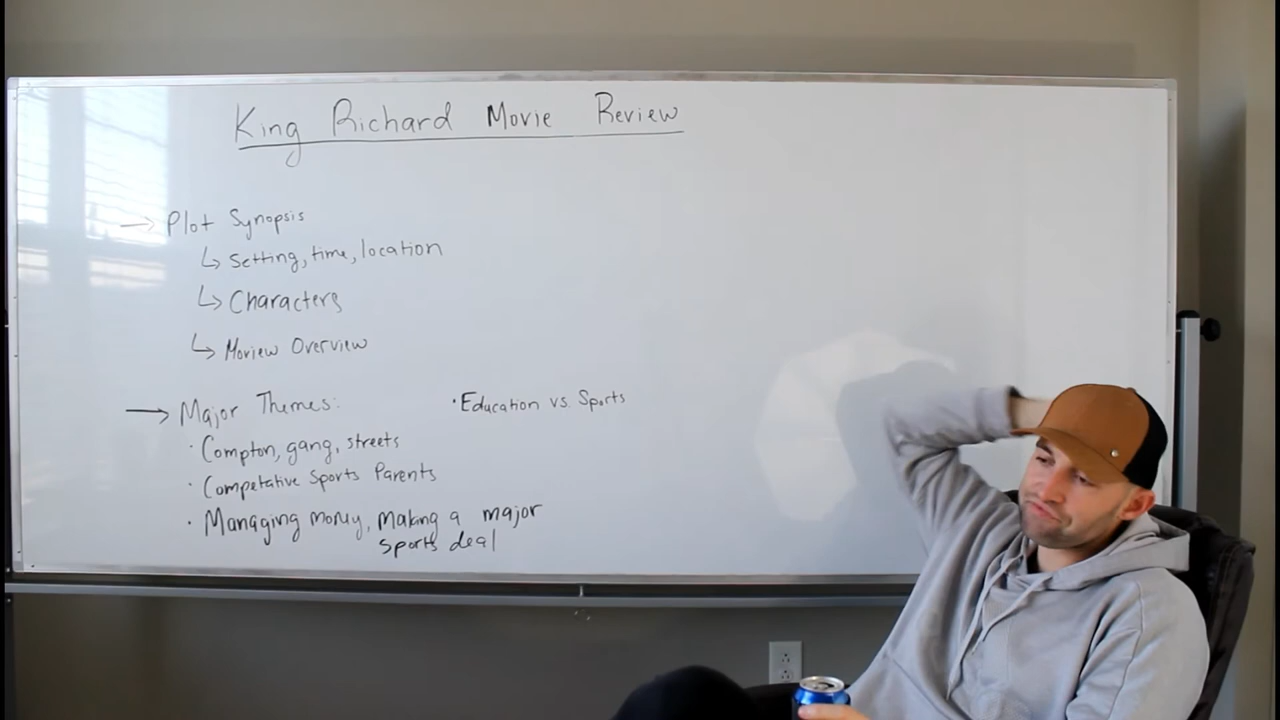 King Richard Movie Review
→ Plot Synopsis
↳ Setting, time, location
↳ Characters
↳ Moview Overview
→ Major Themes:
· Education vs. Sports
· Compton, gang, streets
· Competative Sports Parents
· Managing money, making a major
sports deal